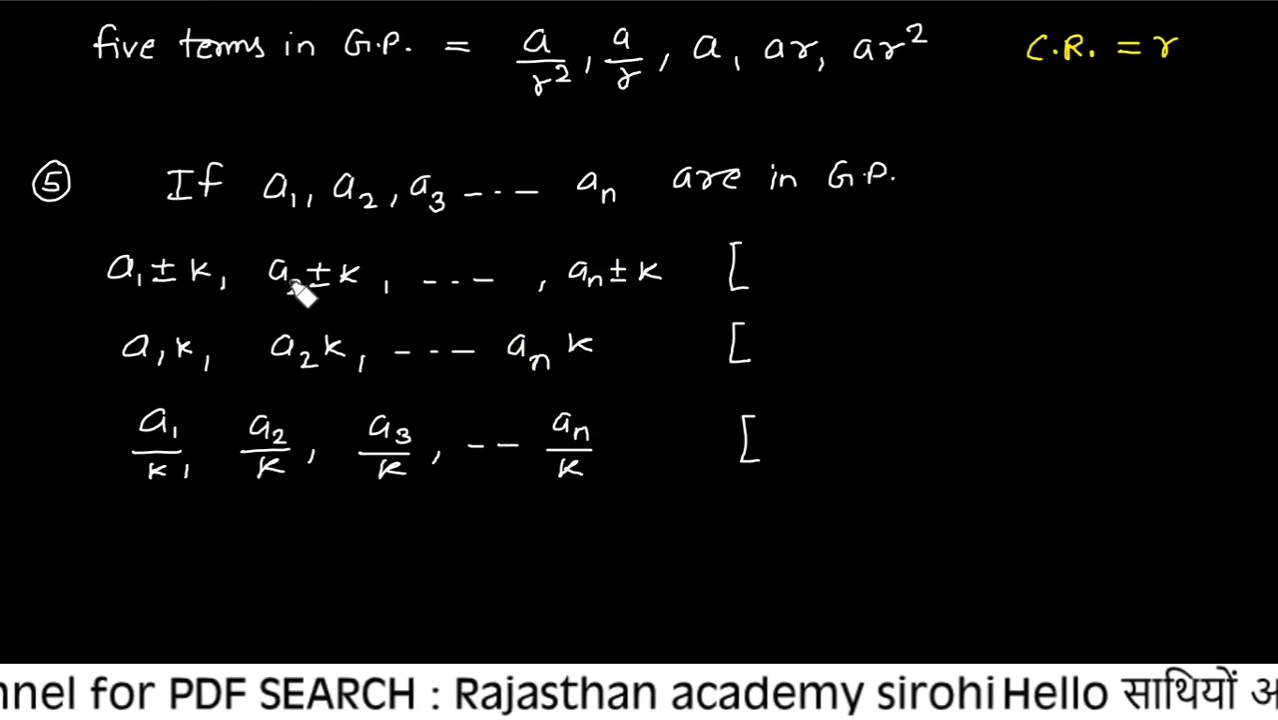 five terms in G.P. = a/r², a/r, a, ar, ar² C.R. = r
⑤ If a₁, a₂, a₃ ----- aₙ are in G.P.
a₁ ± k, a₂ ± k, ----, aₙ ± k [
a₁k, a₂k, ----- aₙ k [
a₁/k, a₂/k, a₃/k, -- aₙ/k [
nnel for PDF SEARCH : Rajasthan academy sirohi Hello साथियों अ